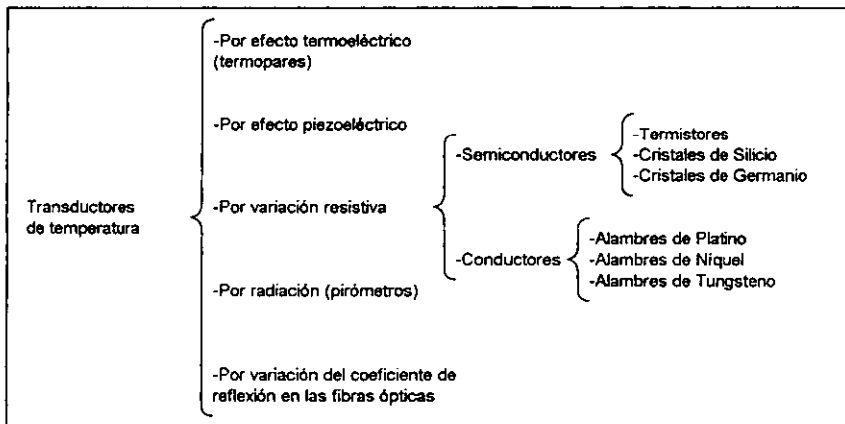 Transductores
de temperatura
-Por efecto termoeléctrico
(termopares)
-Por efecto piezoeléctrico
-Por variación resistiva
-Semiconductores
-Termistores
-Cristales de Silicio
-Cristales de Germanio
-Conductores
-Alambres de Platino
-Alambres de Níquel
-Alambres de Tungsteno
-Por radiación (pirómetros)
-Por variación del coeficiente de
reflexión en las fibras ópticas